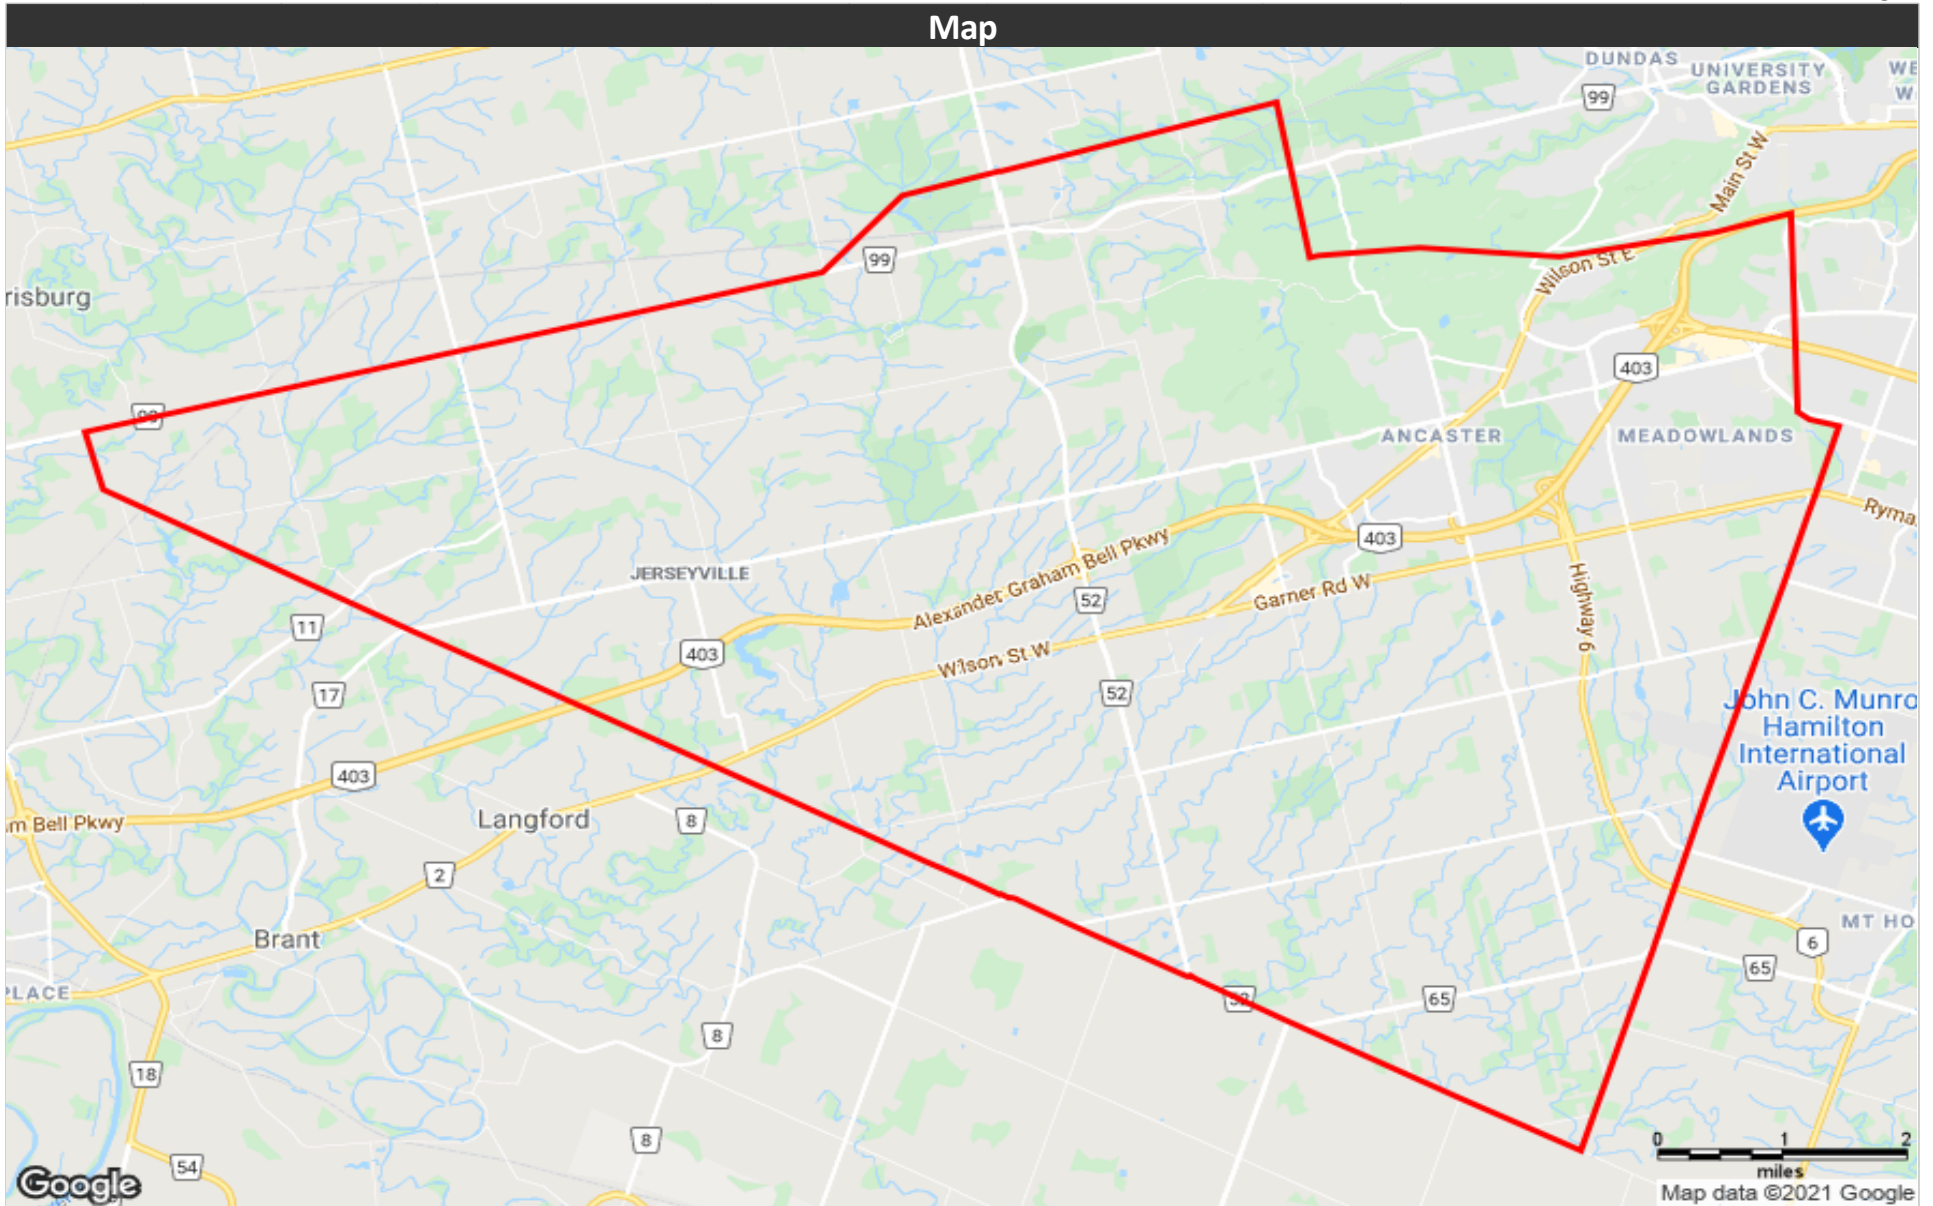 Map
DUNDAS
UNIVERSITY
GARDENS
99
Main St W
99
Wilson St E
risburg
99
403
ANCASTER
MEADOWLANDS
Ryma
403
Alexander Graham Bell Pkwy
JERSEYVILLE
52
Garner Rd W
Highway 6
11
403
Wilson St W
17
52
John C. Munro
Hamilton
International
Airport
403
Langford
8
m Bell Pkwy
2
Brant
MT HO
6
65
PLACE
52
65
8
18
8
54
0 1 2
miles
Google
Map data ©2021 Google